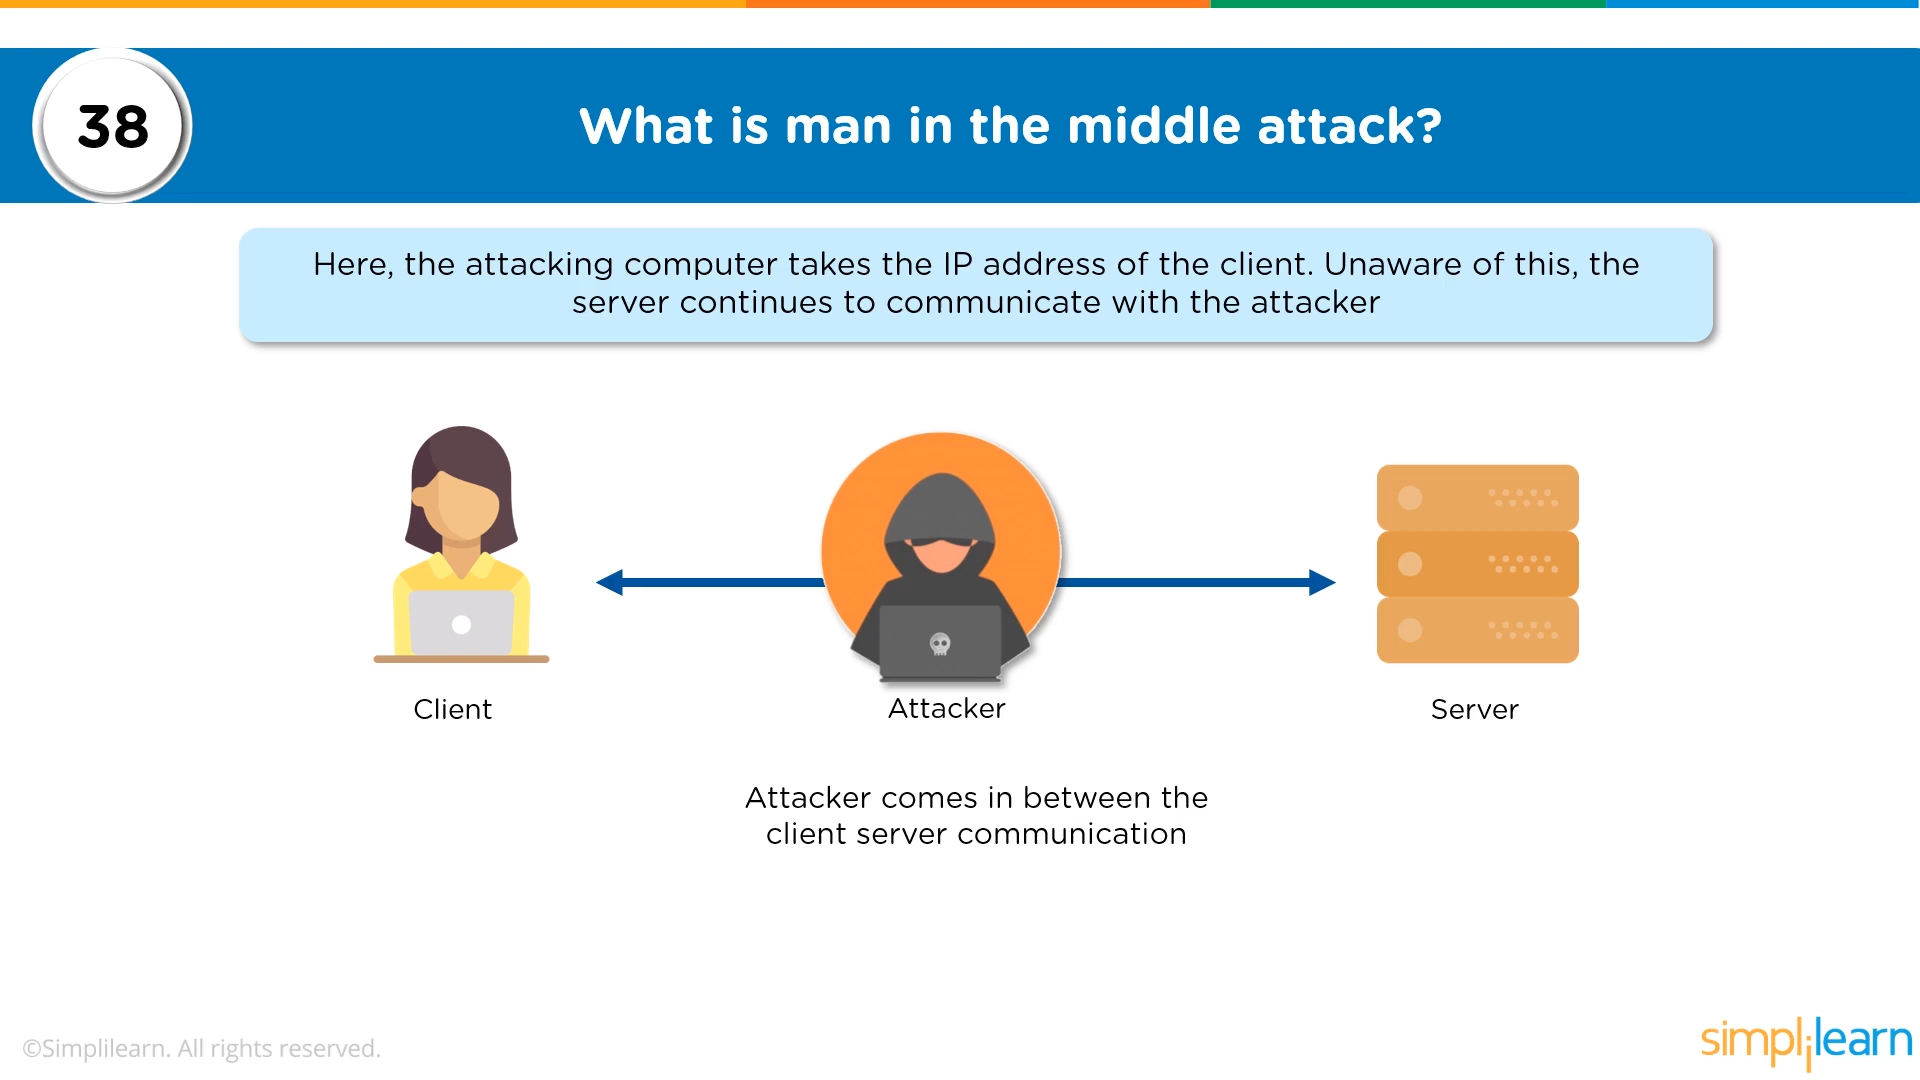 38
What is man in the middle attack?
Here, the attacking computer takes the IP address of the client. Unaware of this, the
server continues to communicate with the attacker
Client
Attacker
Server
Attacker comes in between the
client server communication
©Simplilearn. All rights reserved.
simplilearn